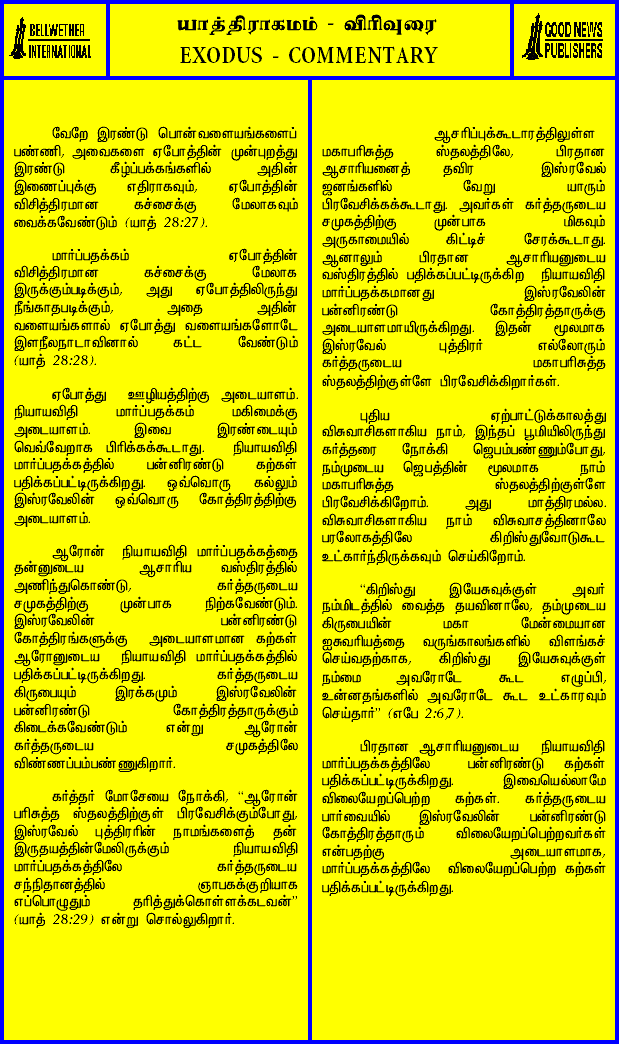 BELLWETHER
INTERNATIONAL
யாத்திராகமம் - விரிவுரை
EXODUS - COMMENTARY
GOOD NEWS
PUBLISHERS
வேறே இரண்டு பொன்வளையங்களைப்
பண்ணி, அவைகளை ஏபோத்தின் முன்புறத்து
இரண்டு கீழ்ப்பக்கங்களில் அதின்
இணைப்புக்கு எதிராகவும், ஏபோத்தின்
விசித்திரமான கச்சைக்கு மேலாகவும்
வைக்கவேண்டும் (யாத் 28:27).
மார்ப்பதக்கம் ஏபோத்தின்
விசித்திரமான கச்சைக்கு மேலாக
இருக்கும்படிக்கும், அது ஏபோத்திலிருந்து
நீங்காதபடிக்கும், அதை அதின்
வளையங்களால் ஏபோத்து வளையங்களோடே
இளநீலநாடாவினால் கட்ட வேண்டும்
(யாத் 28:28).
ஏபோத்து ஊழியத்திற்கு அடையாளம்.
நியாயவிதி மார்ப்பதக்கம் மகிமைக்கு
அடையாளம். இவை இரண்டையும்
வெவ்வேறாக பிரிக்கக்கூடாது. நியாயவிதி
மார்ப்பதக்கத்தில் பன்னிரண்டு கற்கள்
பதிக்கப்பட்டிருக்கிறது. ஒவ்வொரு கல்லும்
இஸ்ரவேலின் ஒவ்வொரு கோத்திரத்திற்கு
அடையாளம்.
ஆரோன் நியாயவிதி மார்ப்பதக்கத்தை
தன்னுடைய ஆசாரிய வஸ்திரத்தில்
அணிந்துகொண்டு, கர்த்தருடைய
சமுகத்திற்கு முன்பாக நிற்கவேண்டும்.
இஸ்ரவேலின் பன்னிரண்டு
கோத்திரங்களுக்கு அடையாளமான கற்கள்
ஆரோனுடைய நியாயவிதி மார்ப்பதக்கத்தில்
பதிக்கப்பட்டிருக்கிறது. கர்த்தருடைய
கிருபையும் இரக்கமும் இஸ்ரவேலின்
பன்னிரண்டு கோத்திரத்தாருக்கும்
கிடைக்கவேண்டும் என்று ஆரோன்
கர்த்தருடைய சமுகத்திலே
விண்ணப்பம்பண்ணுகிறார்.
கர்த்தர் மோசேயை நோக்கி, "ஆரோன்
பரிசுத்த ஸ்தலத்திற்குள் பிரவேசிக்கும்போது,
இஸ்ரவேல் புத்திரரின் நாமங்களைத் தன்
இருதயத்தின்மேலிருக்கும் நியாயவிதி
மார்ப்பதக்கத்திலே கர்த்தருடைய
சந்நிதானத்தில் ஞாபகக்குறியாக
எப்பொழுதும் தரித்துக்கொள்ளக்கடவன்"
(யாத் 28:29) என்று சொல்லுகிறார்.
ஆசரிப்புக்கூடாரத்திலுள்ள
மகாபரிசுத்த ஸ்தலத்திலே, பிரதான
ஆசாரியனைத் தவிர இஸ்ரவேல்
ஜனங்களில் வேறு யாரும்
பிரவேசிக்கக்கூடாது. அவர்கள் கர்த்தருடைய
சமுகத்திற்கு முன்பாக மிகவும்
அருகாமையில் கிட்டிச் சேரக்கூடாது.
ஆனாலும் பிரதான ஆசாரியனுடைய
வஸ்திரத்தில் பதிக்கப்பட்டிருக்கிற நியாயவிதி
மார்ப்பதக்கமானது இஸ்ரவேலின்
பன்னிரண்டு கோத்திரத்தாருக்கு
அடையாளமாயிருக்கிறது. இதன் மூலமாக
இஸ்ரவேல் புத்திரர் எல்லோரும்
கர்த்தருடைய மகாபரிசுத்த
ஸ்தலத்திற்குள்ளே பிரவேசிக்கிறார்கள்.
புதிய ஏற்பாட்டுக்காலத்து
விசுவாசிகளாகிய நாம், இந்தப் பூமியிலிருந்து
கர்த்தரை நோக்கி ஜெபம்பண்ணும்போது,
நம்முடைய ஜெபத்தின் மூலமாக நாம்
மகாபரிசுத்த ஸ்தலத்திற்குள்ளே
பிரவேசிக்கிறோம். அது மாத்திரமல்ல.
விசுவாசிகளாகிய நாம் விசுவாசத்தினாலே
பரலோகத்திலே கிறிஸ்துவோடுகூட
உட்கார்ந்திருக்கவும் செய்கிறோம்.
"கிறிஸ்து இயேசுவுக்குள் அவர்
நம்மிடத்தில் வைத்த தயவினாலே, தம்முடைய
கிருபையின் மகா மேன்மையான
ஐசுவரியத்தை வருங்காலங்களில் விளங்கச்
செய்வதற்காக, கிறிஸ்து இயேசுவுக்குள்
நம்மை அவரோடே கூட எழுப்பி,
உன்னதங்களில் அவரோடே கூட உட்காரவும்
செய்தார்" (எபே 2:6,7).
பிரதான ஆசாரியனுடைய நியாயவிதி
மார்ப்பதக்கத்திலே பன்னிரண்டு கற்கள்
பதிக்கப்பட்டிருக்கிறது. இவையெல்லாமே
விலையேறப்பெற்ற கற்கள். கர்த்தருடைய
பார்வையில் இஸ்ரவேலின் பன்னிரண்டு
கோத்திரத்தாரும் விலையேறப்பெற்றவர்கள்
என்பதற்கு அடையாளமாக,
மார்ப்பதக்கத்திலே விலையேறப்பெற்ற கற்கள்
பதிக்கப்பட்டிருக்கிறது.